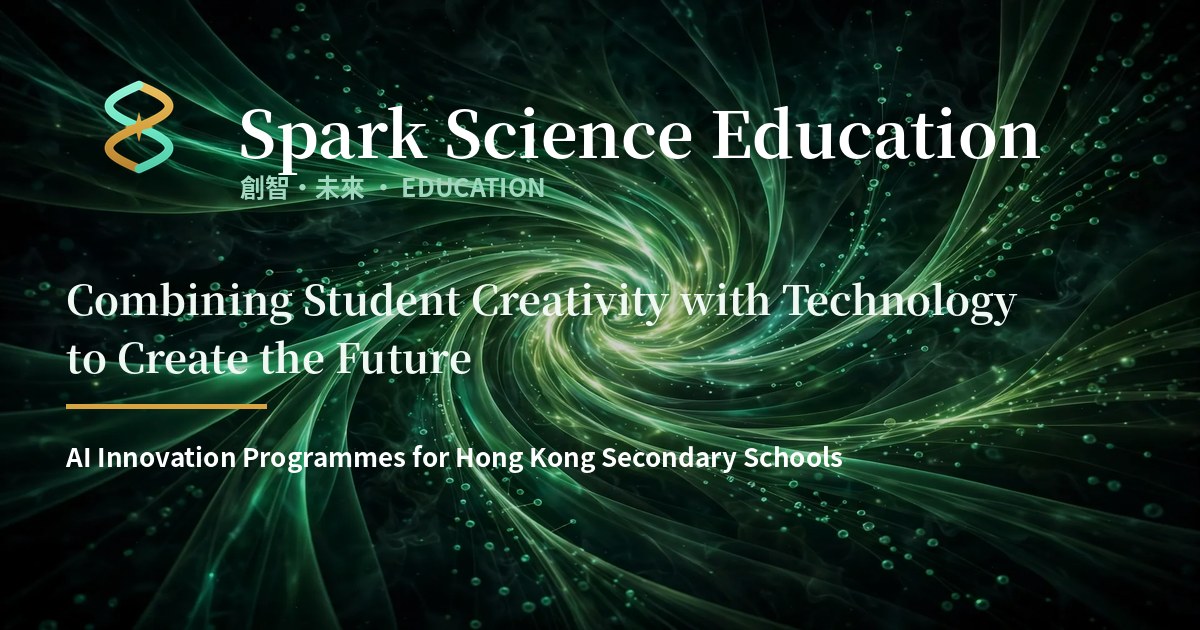 Spark Science Education
創智・未來 ・ EDUCATION
Combining Student Creativity with Technology
to Create the Future
AI Innovation Programmes for Hong Kong Secondary Schools